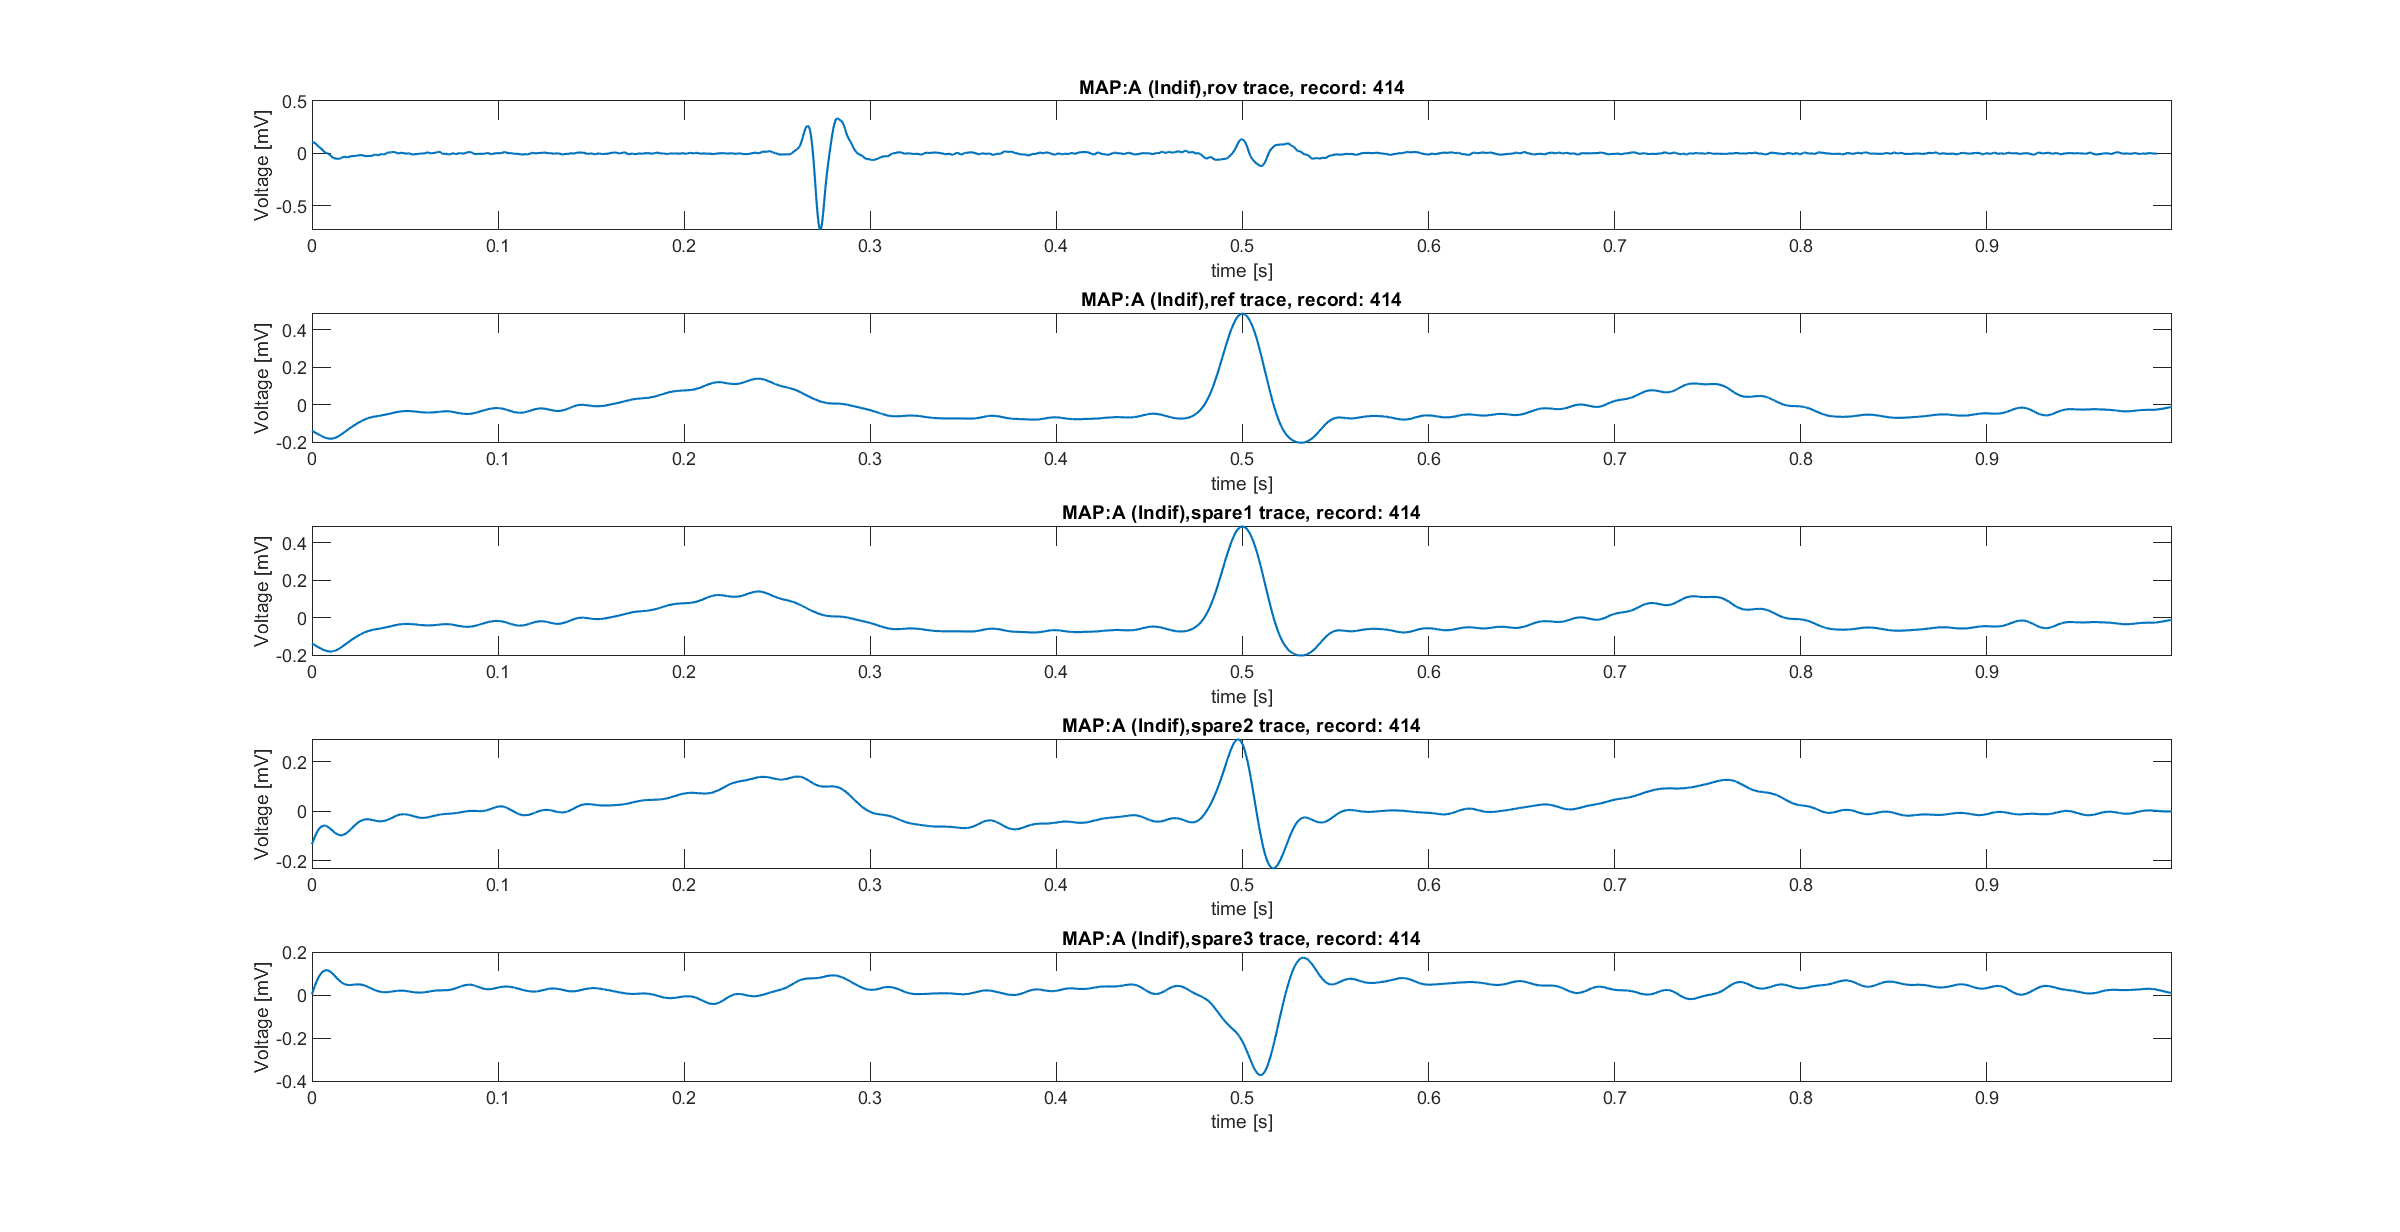 MAP:A (Indif),rov trace, record: 414
Voltage [mV]
0.5
0
-0.5
0 0.1 0.2 0.3 0.4 0.5 0.6 0.7 0.8 0.9
time [s]
MAP:A (Indif),ref trace, record: 414
Voltage [mV]
0.4
0.2
0
-0.2
0 0.1 0.2 0.3 0.4 0.5 0.6 0.7 0.8 0.9
time [s]
MAP:A (Indif),spare1 trace, record: 414
Voltage [mV]
0.4
0.2
0
-0.2
0 0.1 0.2 0.3 0.4 0.5 0.6 0.7 0.8 0.9
time [s]
MAP:A (Indif),spare2 trace, record: 414
Voltage [mV]
0.2
0
-0.2
0 0.1 0.2 0.3 0.4 0.5 0.6 0.7 0.8 0.9
time [s]
MAP:A (Indif),spare3 trace, record: 414
Voltage [mV]
0.2
0
-0.2
-0.4
0 0.1 0.2 0.3 0.4 0.5 0.6 0.7 0.8 0.9
time [s]